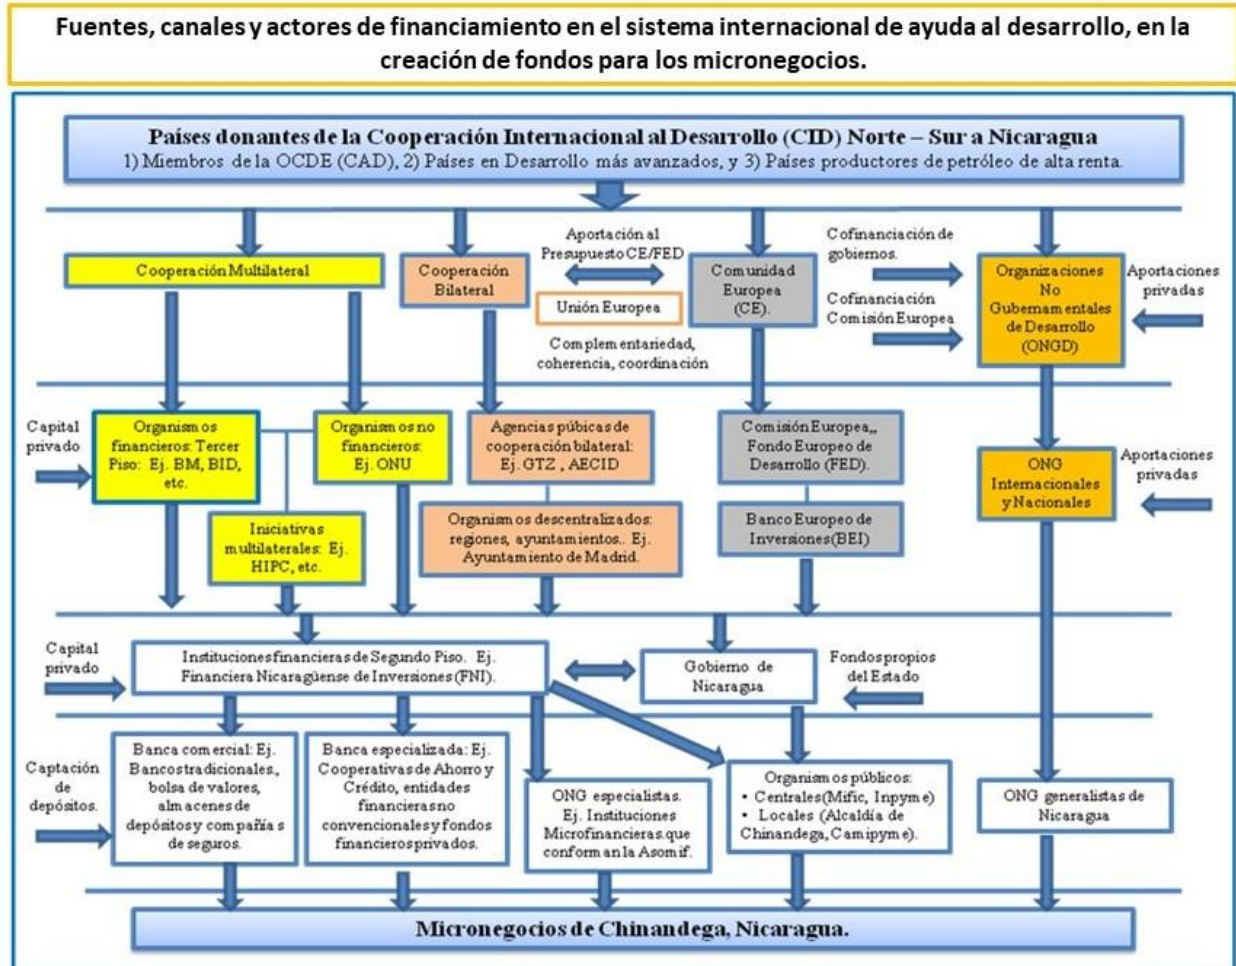 Fuentes, canales y actores de financiamiento en el sistema internacional de ayuda al desarrollo, en la
creación de fondos para los micronegocios.
Países donantes de la Cooperación Internacional al Desarrollo (CID) Norte – Sur a Nicaragua
1) Miembros de la OCDE (CAD), 2) Países en Desarrollo más avanzados, y 3) Países productores de petróleo de alta renta.
Cooperación Multilateral
Cooperación
Bilateral
Aportación al
Presupuesto CE/FED
Unión Europea
Complementariedad,
coherencia, coordinación
Comunidad
Europea
(CE).
Cofinanciación de
gobiernos.
Cofinanciación
Comisión Europea
Organizaciones
No
Gubernamentales
de Desarrollo
(ONGD)
Aportaciones
privadas
Capital
privado
Organismos
financieros: Tercer
Piso: Ej. BM, BID,
etc.
Organismos no
financieros:
Ej. ONU
Agencias púbicas de
cooperación bilateral:
Ej. GTZ , AECID
Comisión Europea,,
Fondo Europeo de
Desarrollo (FED).
ONG
Internacionales
y Nacionales
Aportaciones
privadas
Iniciativas
multilaterales: Ej.
HIPC, etc.
Organismos descentralizados:
regiones, ayuntamientos.. Ej.
Ayuntamiento de Madrid.
Banco Europeo de
Inversiones (BEI)
Capital
privado
Instituciones financieras de Segundo Piso. Ej.
Financiera Nicaragüense de Inversiones (FNI).
Gobierno de
Nicaragua
Fondos propios
del Estado
Captación
de
depósitos.
Banca comercial: Ej.
Bancos tradicionales.,
bolsa de valores,
almacenes de
depósitos y compañías
de seguros.
Banca especializada: Ej.
Cooperativas de Ahorro y
Crédito, entidades
financieras no
convencionales y fondos
financieros privados.
ONG especialistas.
Ej. Instituciones
Microfinancieras que
conforman la Asomif.
Organismos públicos:
• Centrales (Mific, Inpyme)
• Locales (Alcaldía de
Chinandega, Camipyme).
ONG generalistas de
Nicaragua
Micronegocios de Chinandega, Nicaragua.